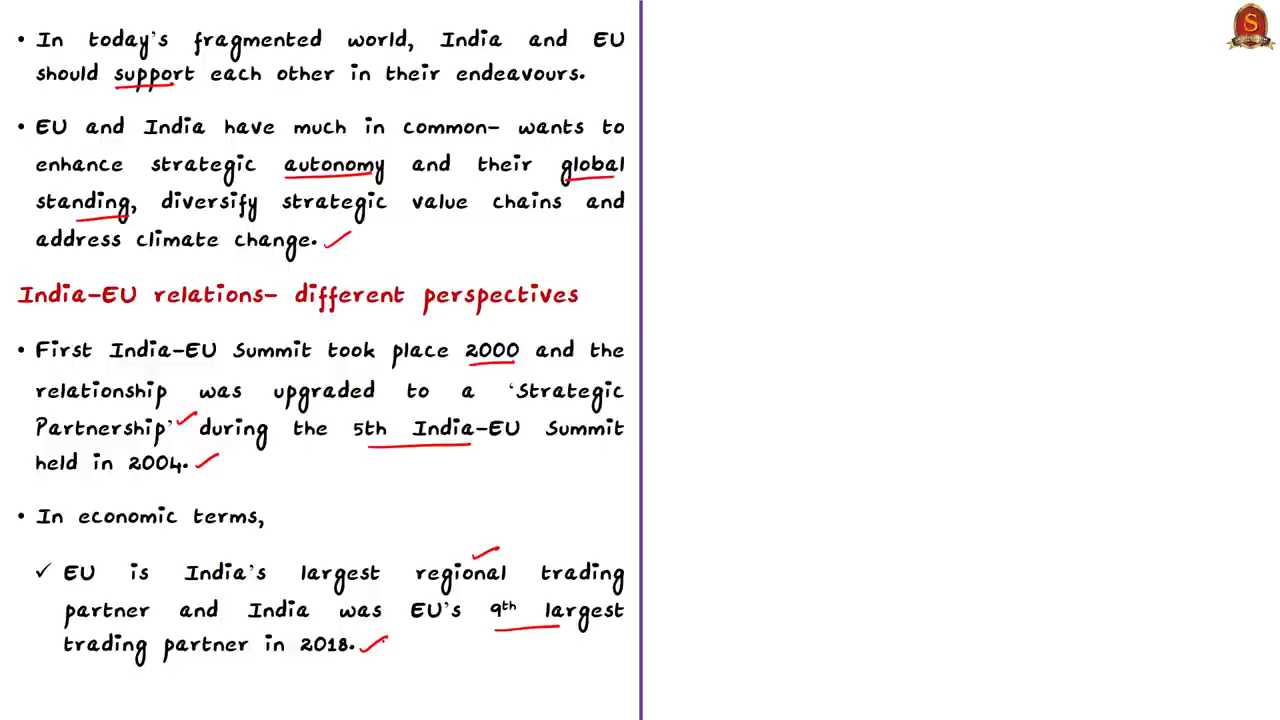 • In today's fragmented world, India and EU
should support each other in their endeavours.
• EU and India have much in common- wants to
enhance strategic autonomy and their global
standing, diversify strategic value chains and
address climate change.
India-EU relations- different perspectives
• First India-EU Summit took place 2000 and the
relationship was upgraded to a 'Strategic
Partnership' during the 5th India-EU Summit
held in 2004.
• In economic terms,
✓ EU is India's largest regional trading
partner and India was EU's 9th largest
trading partner in 2018.
S